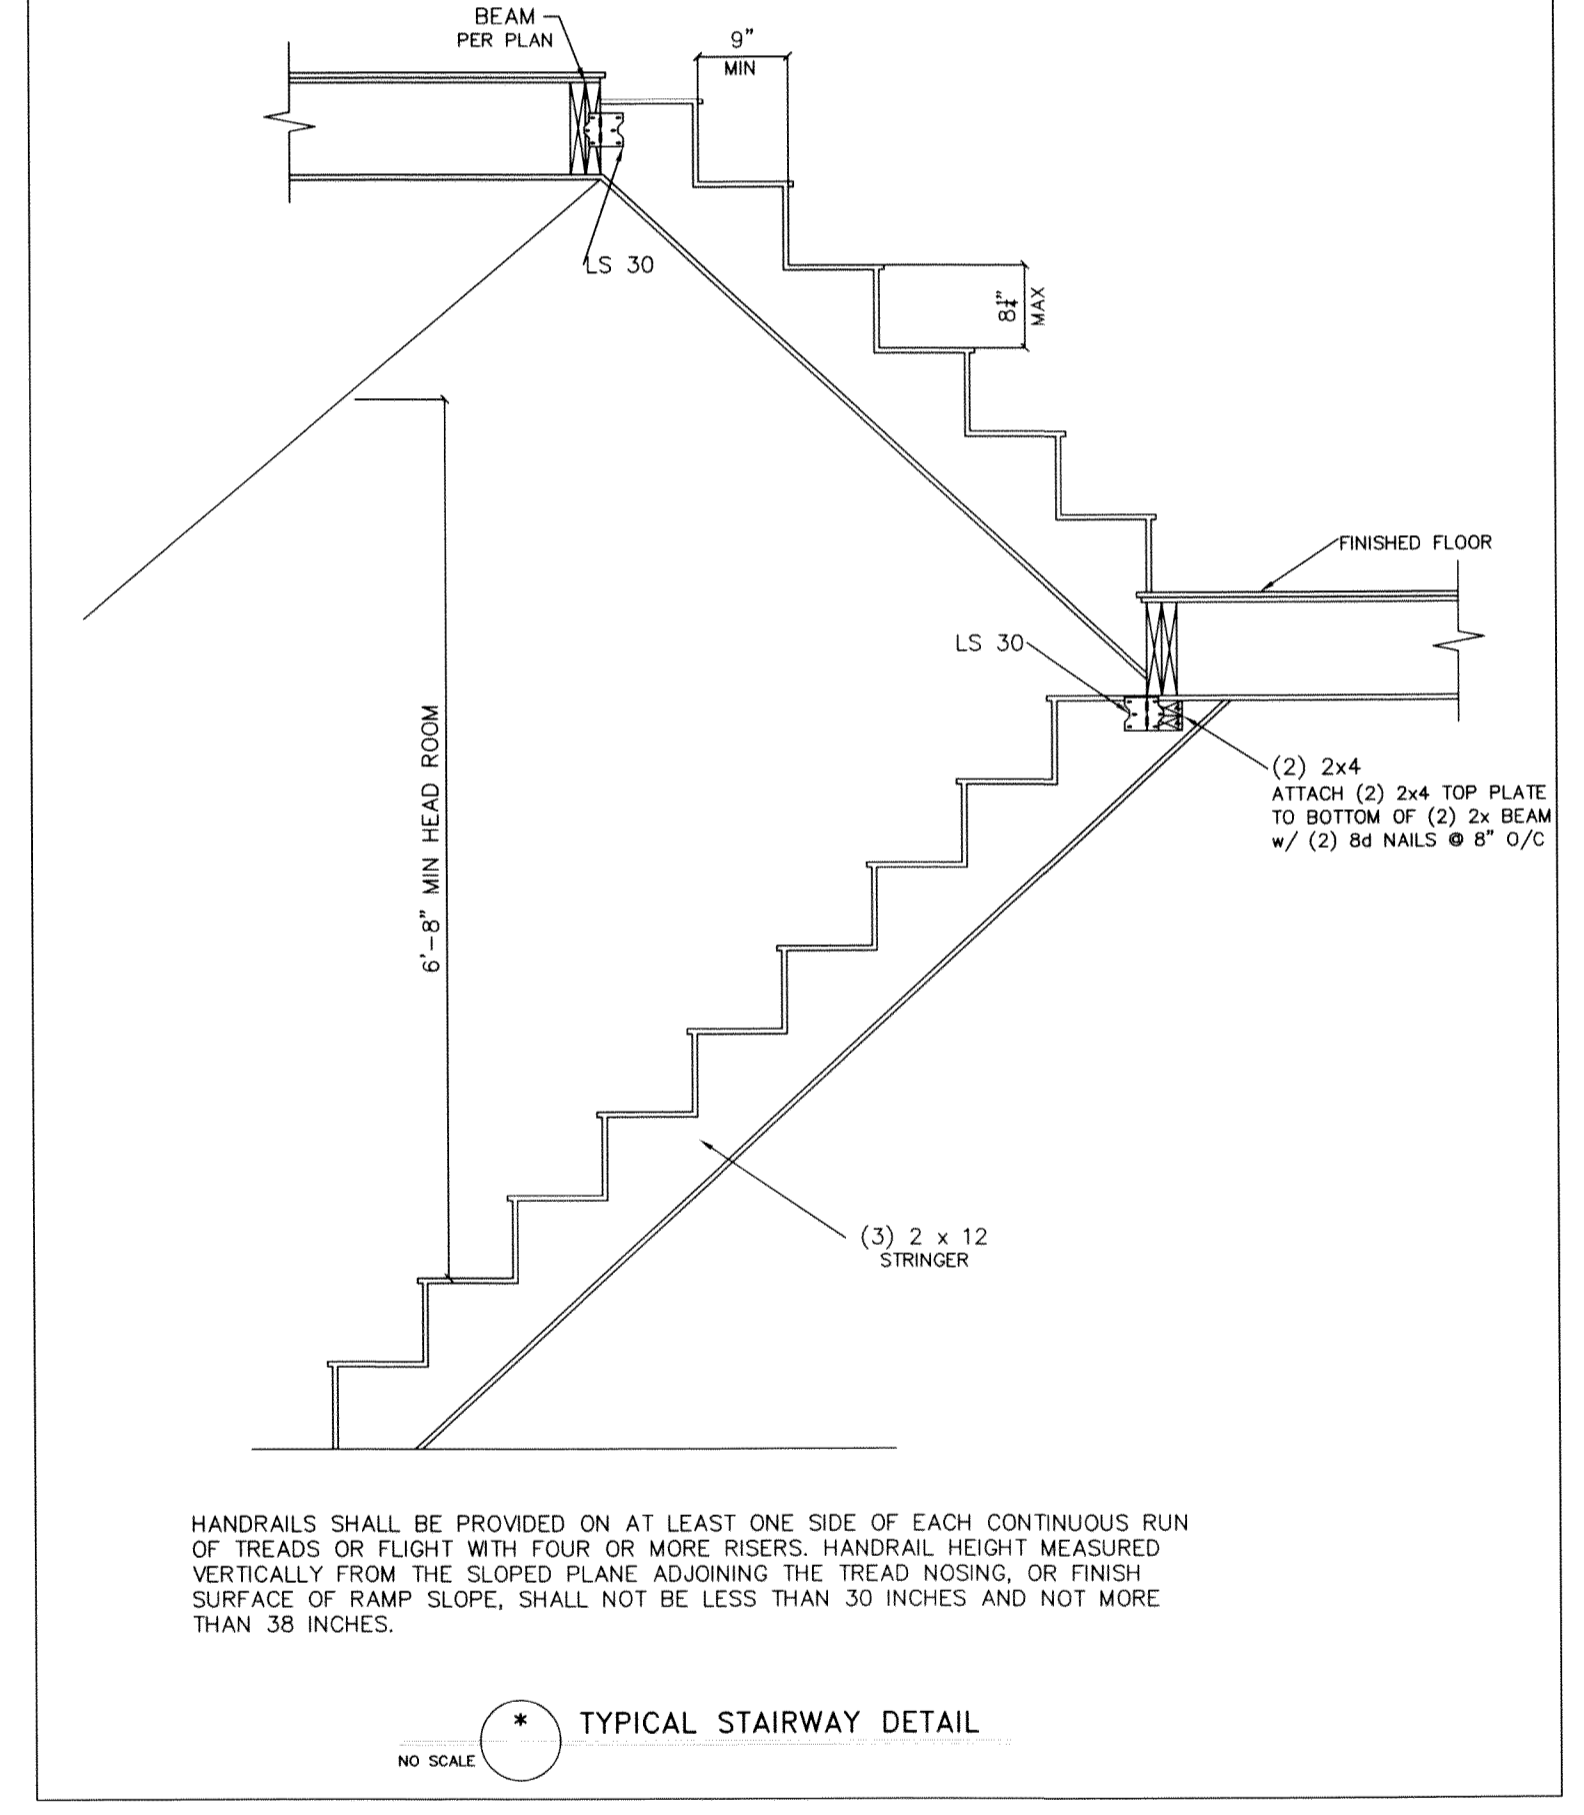 BEAM
PER PLAN
9"
MIN
LS 30
8¼"
MAX
FINISHED FLOOR
LS 30
6'-8" MIN HEAD ROOM
(2) 2x4
ATTACH (2) 2x4 TOP PLATE
TO BOTTOM OF (2) 2x BEAM
w/ (2) 8d NAILS @ 8" O/C
(3) 2 x 12
STRINGER
HANDRAILS SHALL BE PROVIDED ON AT LEAST ONE SIDE OF EACH CONTINUOUS RUN
OF TREADS OR FLIGHT WITH FOUR OR MORE RISERS. HANDRAIL HEIGHT MEASURED
VERTICALLY FROM THE SLOPED PLANE ADJOINING THE TREAD NOSING, OR FINISH
SURFACE OF RAMP SLOPE, SHALL NOT BE LESS THAN 30 INCHES AND NOT MORE
THAN 38 INCHES.
* TYPICAL STAIRWAY DETAIL
NO SCALE